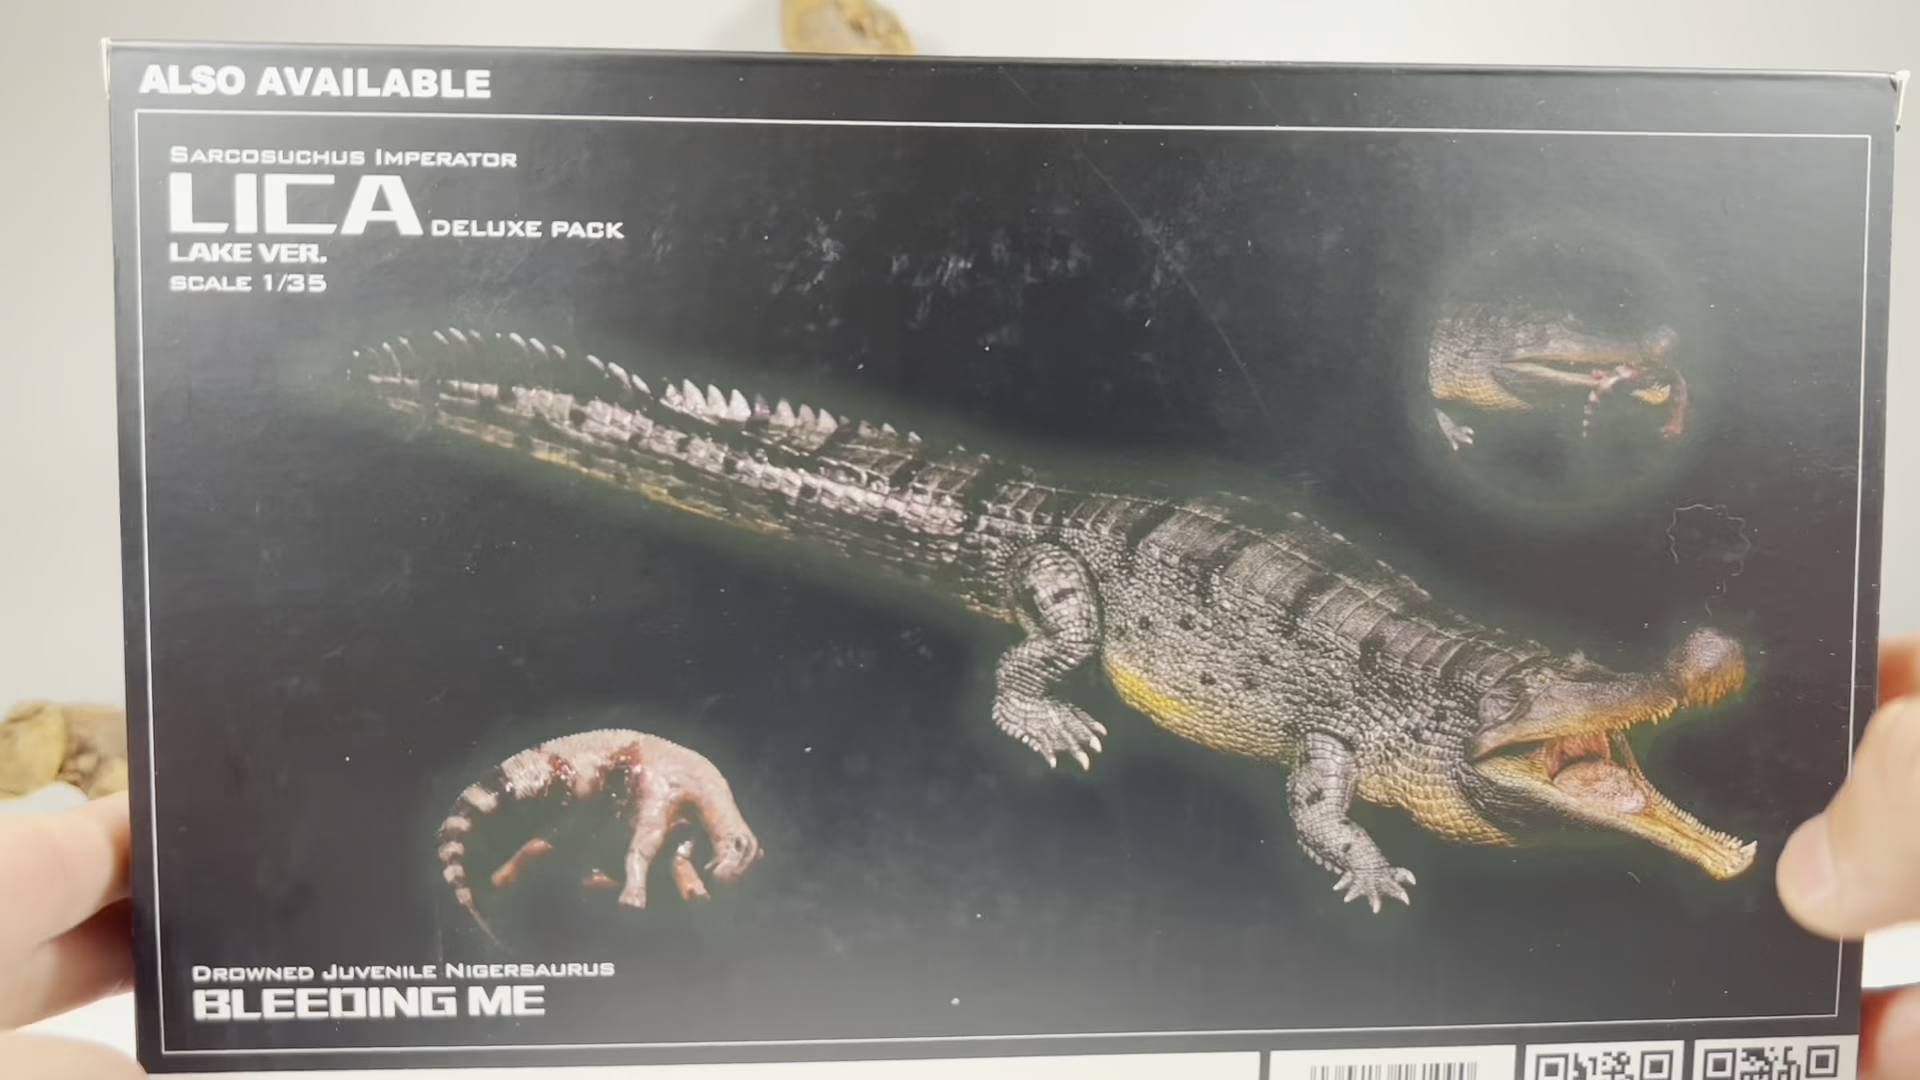 ALSO AVAILABLE
SARCOSUCHUS IMPERATOR
LICA DELUXE PACK
LAKE VER.
SCALE 1/35
DROWNED JUVENILE NIGERSAURUS
BLEEDING ME